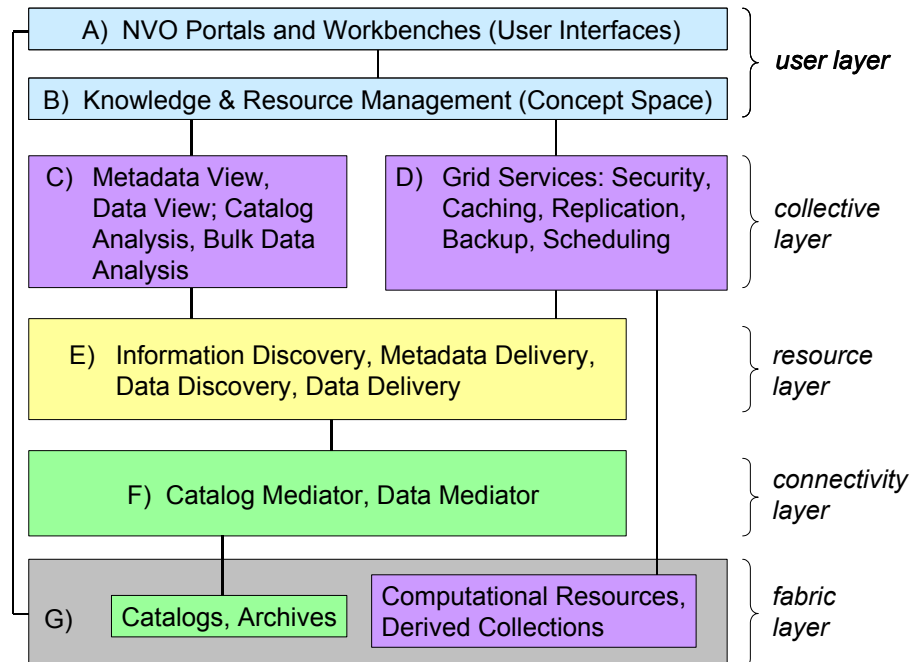 A) NVO Portals and Workbenches (User Interfaces)
user layer
B) Knowledge & Resource Management (Concept Space)
C) Metadata View,
Data View; Catalog
Analysis, Bulk Data
Analysis
D) Grid Services: Security,
Caching, Replication,
Backup, Scheduling
collective
layer
E) Information Discovery, Metadata Delivery,
Data Discovery, Data Delivery
resource
layer
F) Catalog Mediator, Data Mediator
connectivity
layer
G)
Catalogs, Archives
Computational Resources,
Derived Collections
fabric
layer